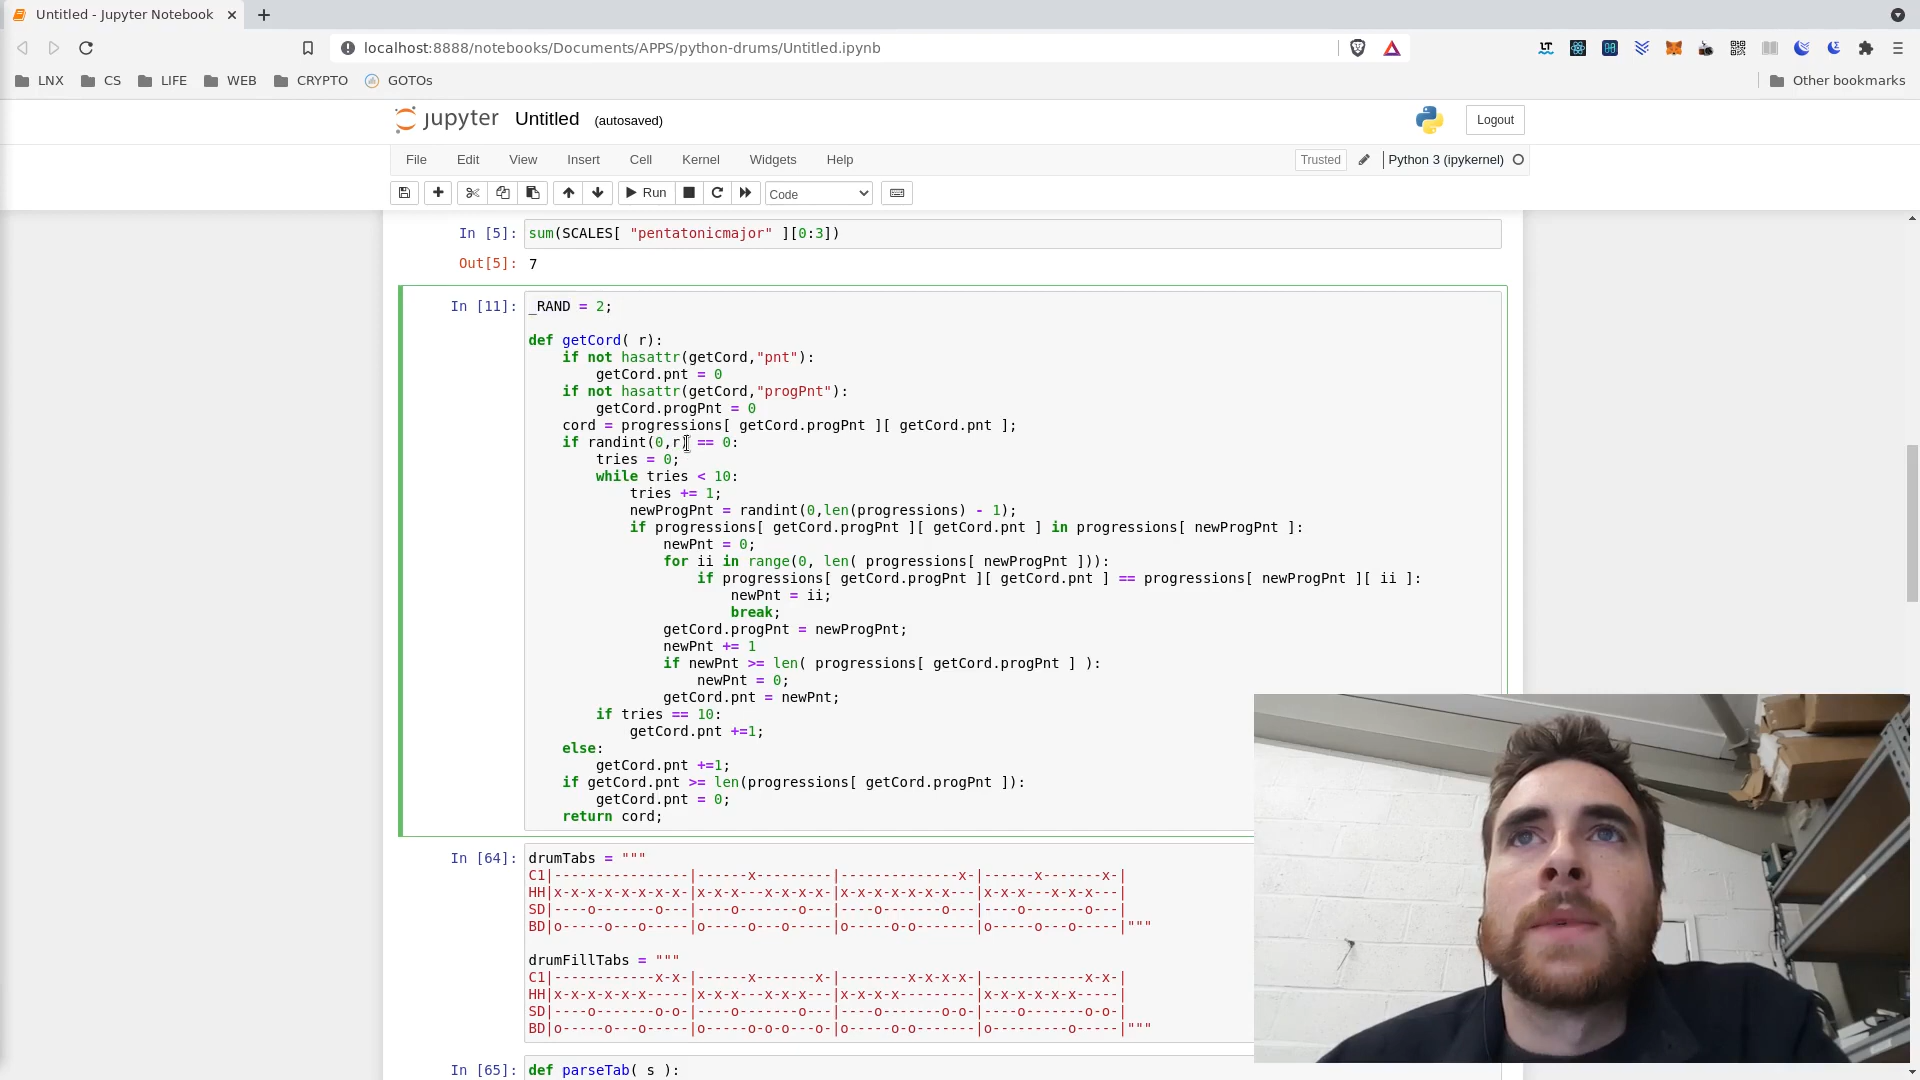 Untitled - Jupyter Notebook
localhost:8888/notebooks/Documents/APPS/python-drums/Untitled.ipynb
LNX CS LIFE WEB CRYPTO GOTOs Other bookmarks
jupyter Untitled (autosaved) Logout
File Edit View Insert Cell Kernel Widgets Help Trusted Python 3 (ipykernel)
Run Code
In [5]: sum(SCALES[ "pentatonicmajor" ][0:3])
Out[5]: 7
In [11]: _RAND = 2;
def getCord( r):
    if not hasattr(getCord,"pnt"):
        getCord.pnt = 0
    if not hasattr(getCord,"progPnt"):
        getCord.progPnt = 0
    cord = progressions[ getCord.progPnt ][ getCord.pnt ];
    if randint(0,r) == 0:
        tries = 0;
        while tries < 10:
            tries += 1;
            newProgPnt = randint(0,len(progressions) - 1);
            if progressions[ getCord.progPnt ][ getCord.pnt ] in progressions[ newProgPnt ]:
                newPnt = 0;
                for ii in range(0, len( progressions[ newProgPnt ])):
                    if progressions[ getCord.progPnt ][ getCord.pnt ] == progressions[ newProgPnt ][ ii ]:
                        newPnt = ii;
                        break;
                getCord.progPnt = newProgPnt;
                newPnt += 1
                if newPnt >= len( progressions[ getCord.progPnt ] ):
                    newPnt = 0;
                getCord.pnt = newPnt;
        if tries == 10:
            getCord.pnt +=1;
    else:
        getCord.pnt +=1;
    if getCord.pnt >= len(progressions[ getCord.progPnt ]):
        getCord.pnt = 0;
    return cord;
In [64]: drumTabs = """
C1|----------------|------x---------|--------------x-|------x-------x-|
HH|x-x-x-x-x-x-x-x-|x-x-x---x-x-x-x-|x-x-x-x-x-x-x---|x-x-x---x-x-x---|
SD|----o-------o---|----o-------o---|----o-------o---|----o-------o---|
BD|o-----o---o-----|o-----o---o-----|o-----o-o-------|o-----o---o-----|"""
drumFillTabs = """
C1|------------x-x-|------x-------x-|--------x-x-x-x-|------------x-x-|
HH|x-x-x-x-x-x-----|x-x-x---x-x-x---|x-x-x-x---------|x-x-x-x-x-x-----|
SD|----o-------o-o-|----o-------o---|----o-------o-o-|----o-------o-o-|
BD|o-----o---o-----|o-----o-o-o---o-|o-----o-o-------|o---------o-----|"""
In [65]: def parseTab( s ):